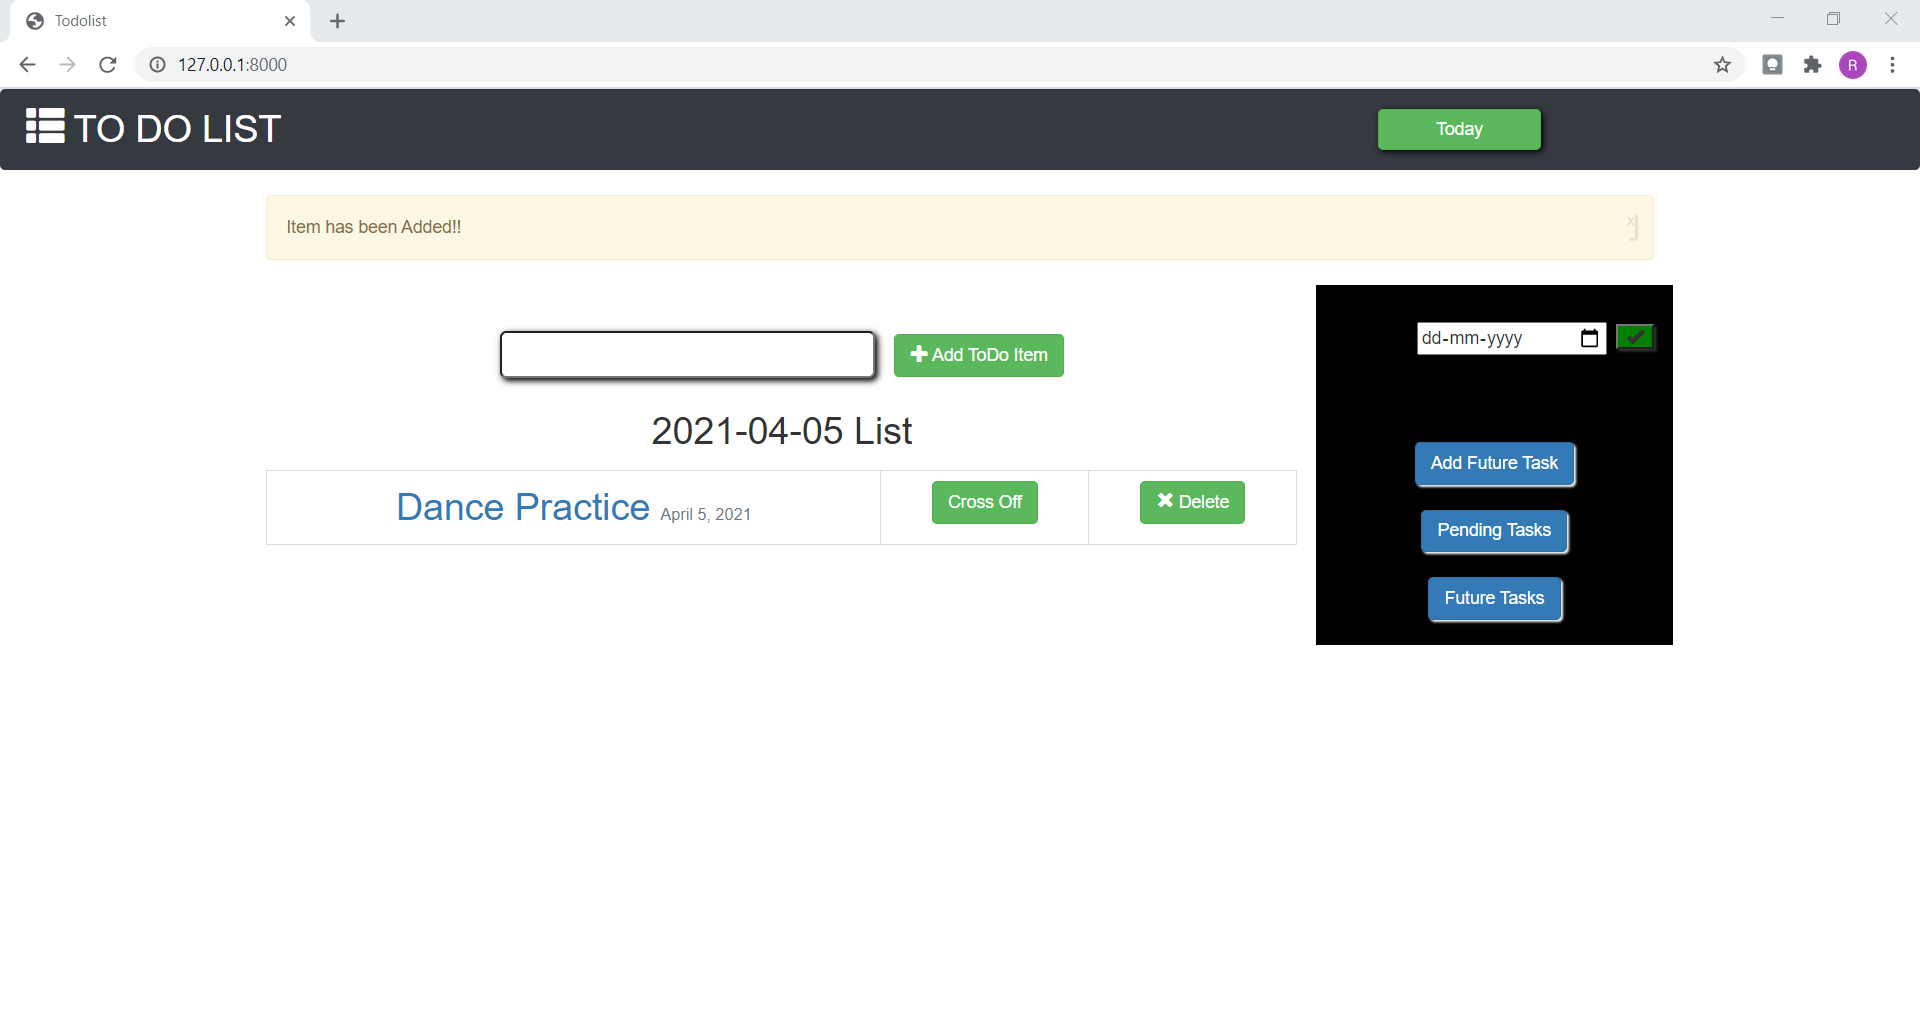 Todolist
127.0.0.1:8000
R
TO DO LIST
Today
Item has been Added!!
x
dd-mm-yyyy
Add ToDo Item
2021-04-05 List
Dance Practice April 5, 2021
Cross Off
Delete
Add Future Task
Pending Tasks
Future Tasks